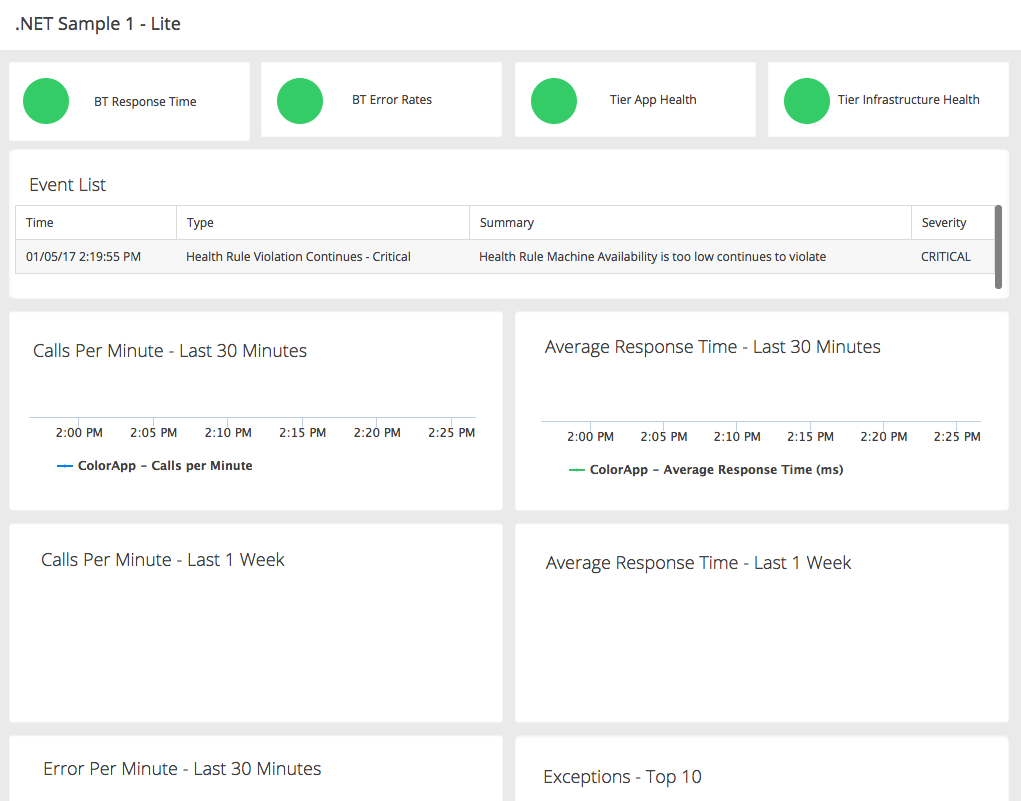 .NET Sample 1 - Lite
BT Response Time
BT Error Rates
Tier App Health
Tier Infrastructure Health
Event List
Time Type Summary Severity
01/05/17 2:19:55 PM Health Rule Violation Continues - Critical Health Rule Machine Availability is too low continues to violate CRITICAL
Calls Per Minute - Last 30 Minutes
2:00 PM 2:05 PM 2:10 PM 2:15 PM 2:20 PM 2:25 PM
ColorApp – Calls per Minute
Average Response Time - Last 30 Minutes
2:00 PM 2:05 PM 2:10 PM 2:15 PM 2:20 PM 2:25 PM
ColorApp – Average Response Time (ms)
Calls Per Minute - Last 1 Week
Average Response Time - Last 1 Week
Error Per Minute - Last 30 Minutes
Exceptions - Top 10